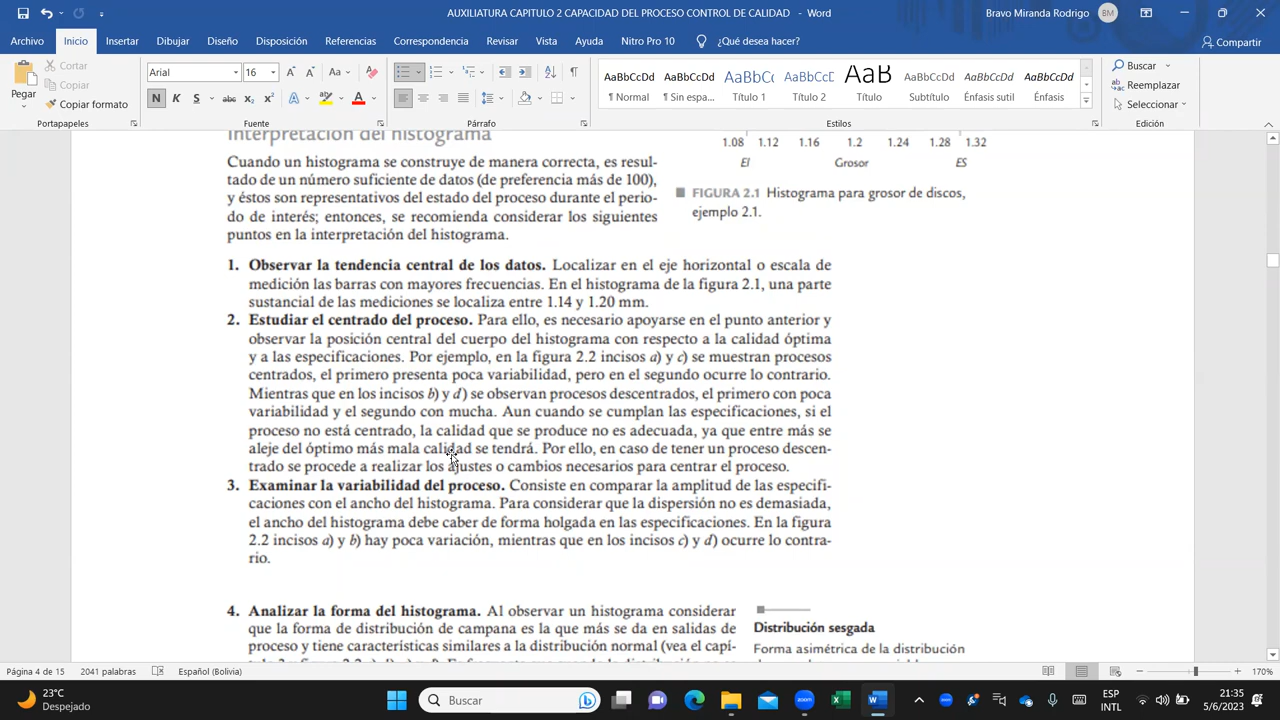 AUXILIATURA CAPITULO 2 CAPACIDAD DEL PROCESO CONTROL DE CALIDAD - Word
Bravo Miranda Rodrigo
BM
Archivo Inicio Insertar Dibujar Diseño Disposición Referencias Correspondencia Revisar Vista Ayuda Nitro Pro 10 ¿Qué desea hacer? Compartir
Pegar
Cortar
Copiar
Copiar formato
Portapapeles
Arial 16
N K S abc x₂ x²
Fuente
Párrafo
AaBbCcDd AaBbCcDd AaBbCc AaBbCcD AaB AaBbCcD AaBbCcDd AaBbCcDd
¶ Normal ¶ Sin espa... Título 1 Título 2 Título Subtítulo Énfasis sutil Énfasis
Estilos
Buscar
Reemplazar
Seleccionar
Edición
Interpretación del histograma
Cuando un histograma se construye de manera correcta, es resul-
tado de un número suficiente de datos (de preferencia más de 100),
y éstos son representativos del estado del proceso durante el perio-
do de interés; entonces, se recomienda considerar los siguientes
puntos en la interpretación del histograma.
1.08 1.12 1.16 1.2 1.24 1.28 1.32
EI Grosor ES
FIGURA 2.1 Histograma para grosor de discos,
ejemplo 2.1.
1. Observar la tendencia central de los datos. Localizar en el eje horizontal o escala de
medición las barras con mayores frecuencias. En el histograma de la figura 2.1, una parte
sustancial de las mediciones se localiza entre 1.14 y 1.20 mm.
2. Estudiar el centrado del proceso. Para ello, es necesario apoyarse en el punto anterior y
observar la posición central del cuerpo del histograma con respecto a la calidad óptima
y a las especificaciones. Por ejemplo, en la figura 2.2 incisos a) y c) se muestran procesos
centrados, el primero presenta poca variabilidad, pero en el segundo ocurre lo contrario.
Mientras que en los incisos b) y d) se observan procesos descentrados, el primero con poca
variabilidad y el segundo con mucha. Aun cuando se cumplan las especificaciones, si el
proceso no está centrado, la calidad que se produce no es adecuada, ya que entre más se
aleje del óptimo más mala calidad se tendrá. Por ello, en caso de tener un proceso descen-
trado se procede a realizar los ajustes o cambios necesarios para centrar el proceso.
3. Examinar la variabilidad del proceso. Consiste en comparar la amplitud de las especifi-
caciones con el ancho del histograma. Para considerar que la dispersión no es demasiada,
el ancho del histograma debe caber de forma holgada en las especificaciones. En la figura
2.2 incisos a) y b) hay poca variación, mientras que en los incisos c) y d) ocurre lo contra-
rio.
4. Analizar la forma del histograma. Al observar un histograma considerar
que la forma de distribución de campana es la que más se da en salidas de
proceso y tiene características similares a la distribución normal (vea el capí-
Distribución sesgada
Forma asimétrica de la distribución
Página 4 de 15 2041 palabras Español (Bolivia) 170%
23°C
Despejado
Buscar
ESP
INTL
21:35
5/6/2023